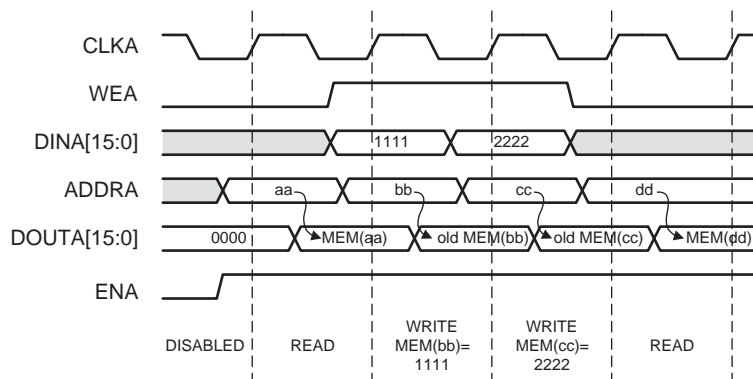 CLKA
WEA
DINA[15:0] 1111 2222
ADDRA aa bb cc dd
DOUTA[15:0] 0000 MEM(aa) old MEM(bb) old MEM(cc) MEM(dd)
ENA
DISABLED READ WRITE MEM(bb)= 1111 WRITE MEM(cc)= 2222 READ